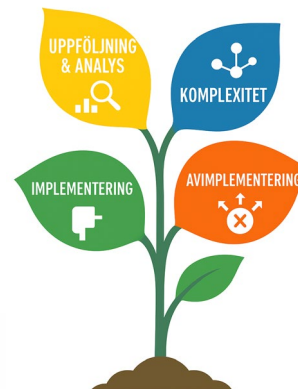 UPPFÖLJNING
& ANALYS
KOMPLEXITET
IMPLEMENTERING
AVIMPLEMENTERING